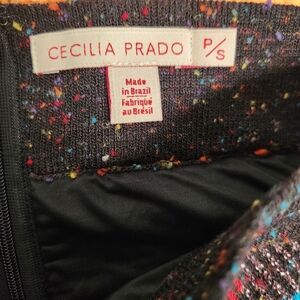 CECILIA PRADO P/S
Made
in Brazil
Fabriqué
au Brésil